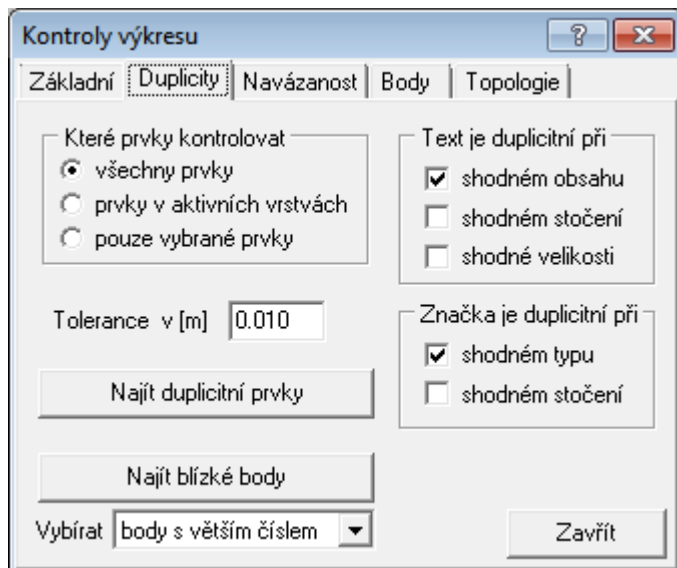 Kontroly výkresu
Základní Duplicity Navázanost Body Topologie
Které prvky kontrolovat
všechny prvky
prvky v aktivních vrstvách
pouze vybrané prvky
Tolerance v [m] 0.010
Najít duplicitní prvky
Najít blízké body
Vybírat body s větším číslem
Text je duplicitní při
shodném obsahu
shodném stočení
shodné velikosti
Značka je duplicitní při
shodném typu
shodném stočení
Zavřít